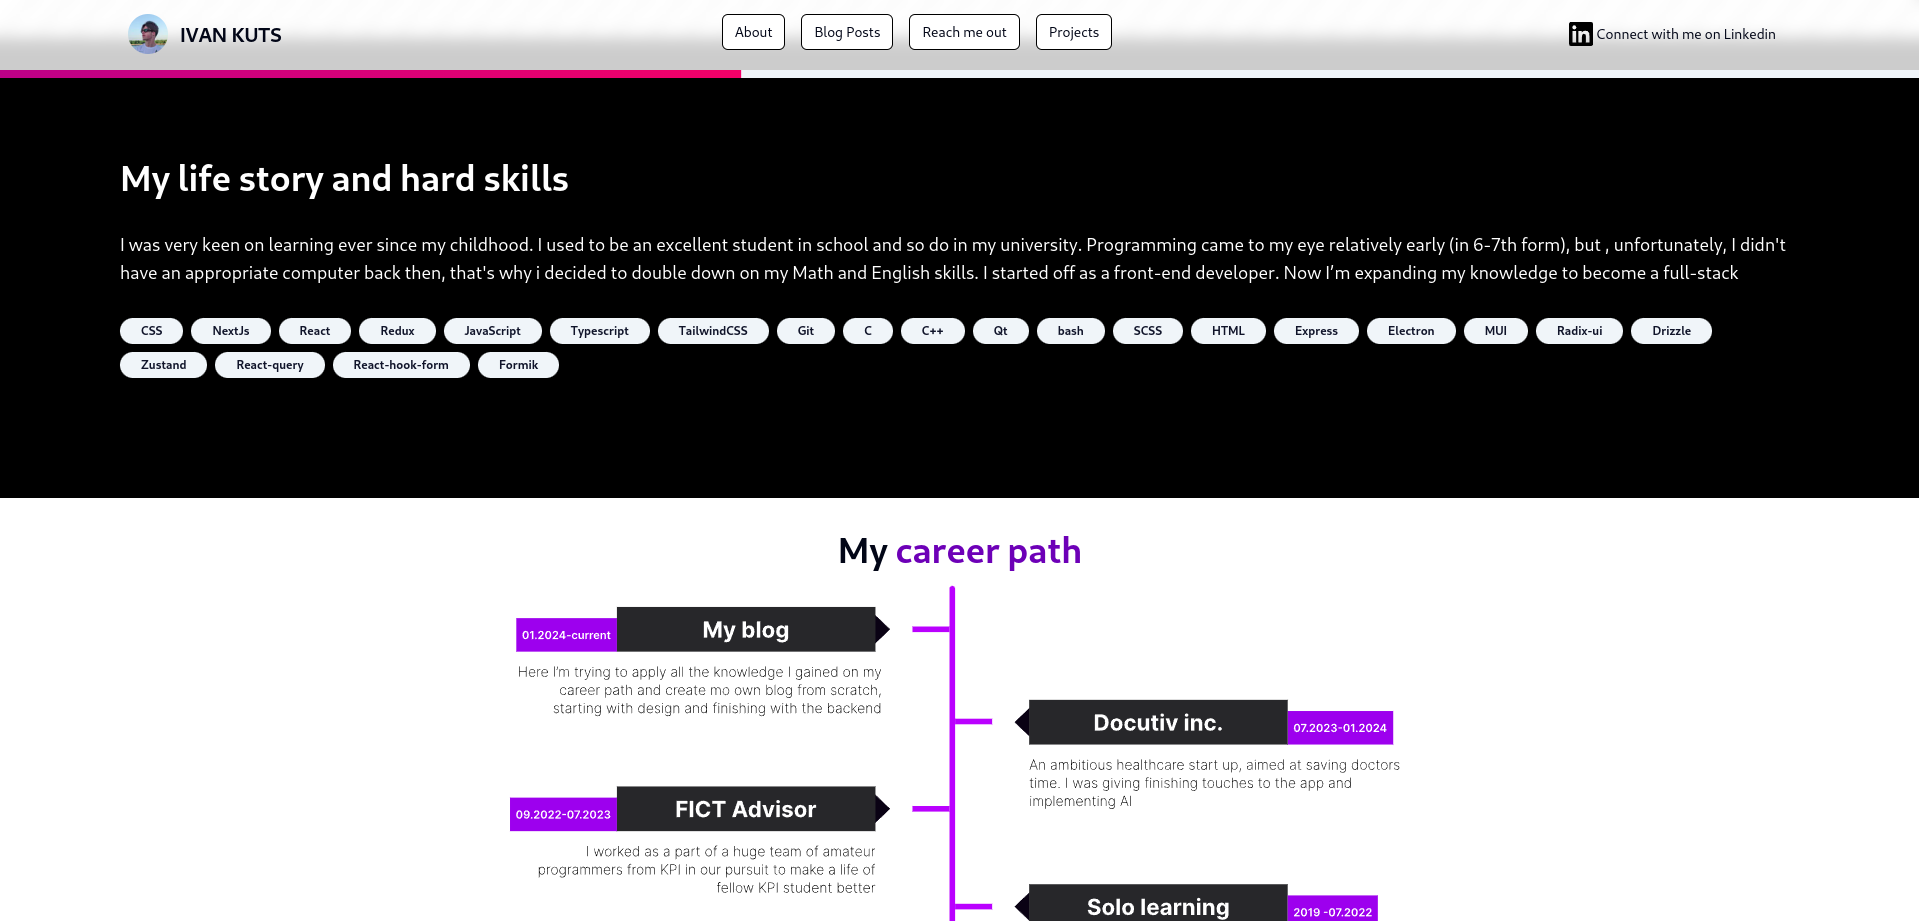 IVAN KUTS
About
Blog Posts
Reach me out
Projects
Connect with me on Linkedin
My life story and hard skills
I was very keen on learning ever since my childhood. I used to be an excellent student in school and so do in my university. Programming came to my eye relatively early (in 6-7th form), but , unfortunately, I didn't
have an appropriate computer back then, that's why i decided to double down on my Math and English skills. I started off as a front-end developer. Now I’m expanding my knowledge to become a full-stack
CSS
NextJs
React
Redux
JavaScript
Typescript
TailwindCSS
Git
C
C++
Qt
bash
SCSS
HTML
Express
Electron
MUI
Radix-ui
Drizzle
Zustand
React-query
React-hook-form
Formik
My career path
01.2024-current
My blog
Here I’m trying to apply all the knowledge I gained on my
career path and create mo own blog from scratch,
starting with design and finishing with the backend
Docutiv inc.
07.2023-01.2024
An ambitious healthcare start up, aimed at saving doctors
time. I was giving finishing touches to the app and
implementing AI
09.2022-07.2023
FICT Advisor
I worked as a part of a huge team of amateur
programmers from KPI in our pursuit to make a life of
fellow KPI student better
Solo learning
2019 -07.2022